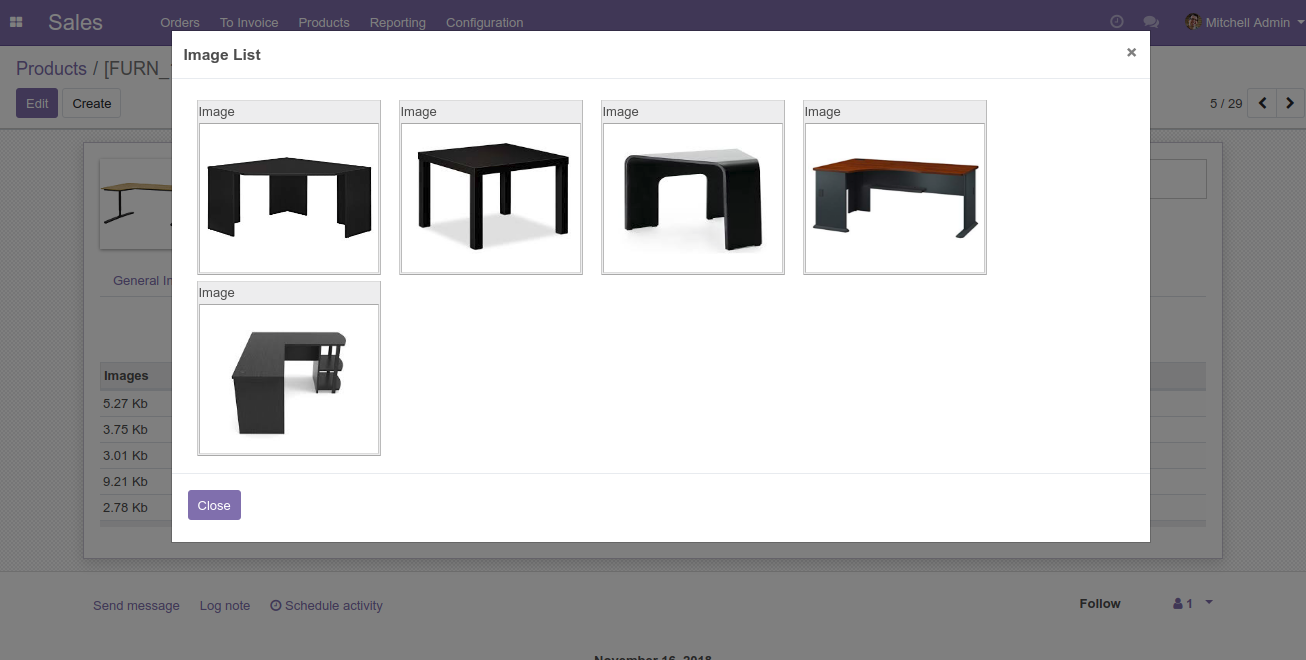 Sales Orders To Invoice Products Reporting Configuration Mitchell Admin
Products / [FURN_
Edit Create 5 / 29
Image List ×
Image Image Image Image
Image
General In
Images
5.27 Kb
3.75 Kb
3.01 Kb
9.21 Kb
2.78 Kb
Close
Send message Log note Schedule activity Follow 1
November 16, 2018